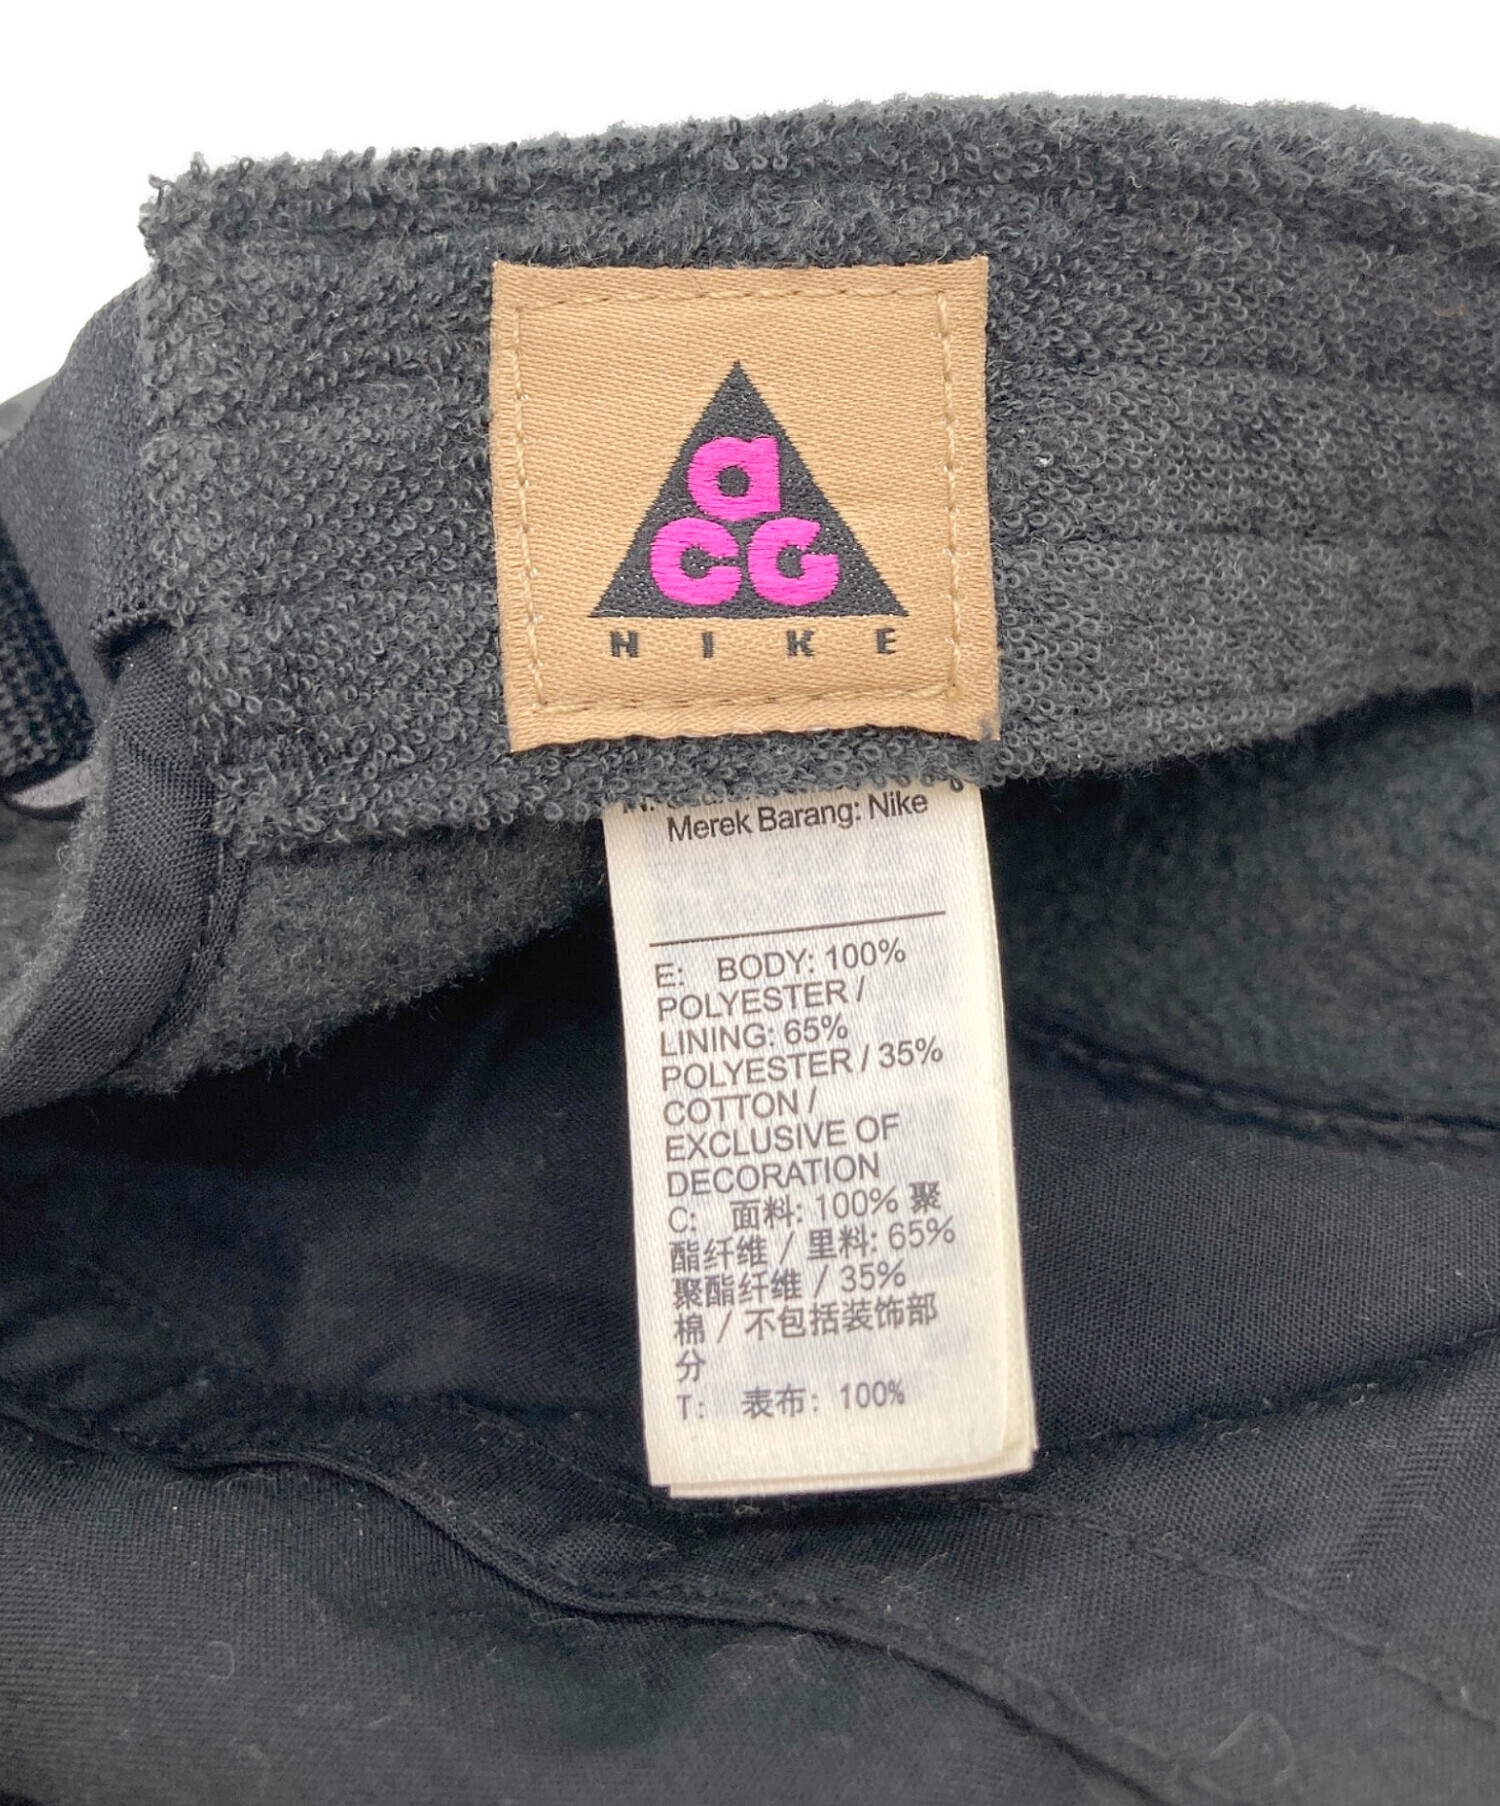 a
CG
NIKE
Merek Barang: Nike
E: BODY: 100%
POLYESTER /
LINING: 65%
POLYESTER / 35%
COTTON /
EXCLUSIVE OF
DECORATION
C: 面料: 100% 聚
酯纤维 / 里料: 65%
聚酯纤维 / 35%
棉 / 不包括装饰部
分
T: 表布: 100%